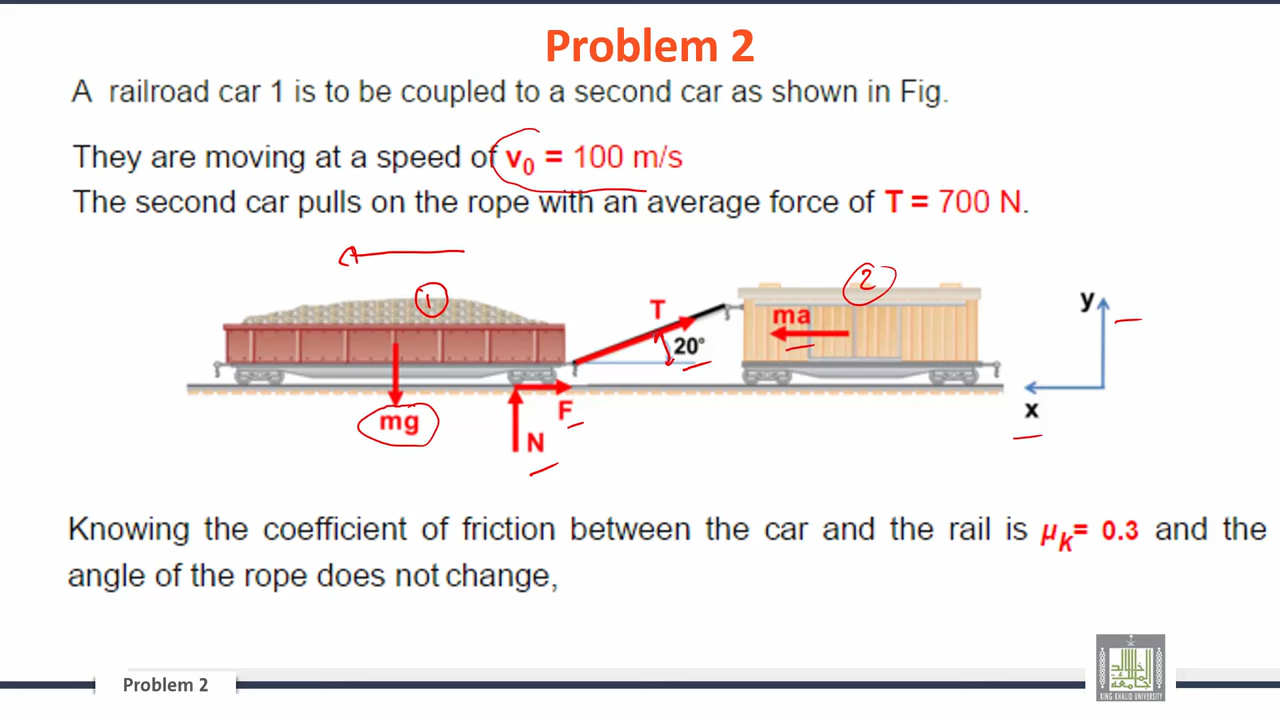 Problem 2
A railroad car 1 is to be coupled to a second car as shown in Fig.
They are moving at a speed of v₀ = 100 m/s
The second car pulls on the rope with an average force of T = 700 N.
1
2
T
ma
y
20°
x
F
mg
N
Knowing the coefficient of friction between the car and the rail is μₖ= 0.3 and the
angle of the rope does not change,
Problem 2
KING KHALID UNIVERSITY